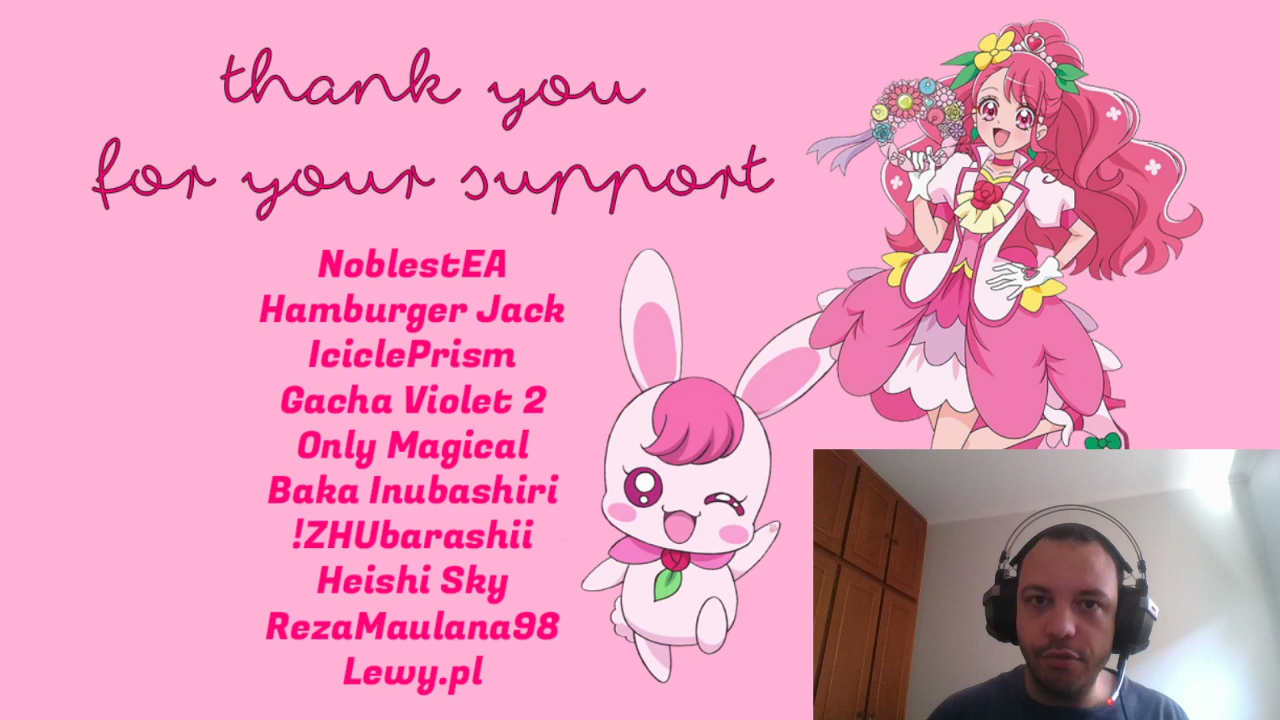 thank you
for your support
NoblestEA
Hamburger Jack
IciclePrism
Gacha Violet 2
Only Magical
Baka Inubashiri
!ZHUbarashii
Heishi Sky
RezaMaulana98
Lewy.pl